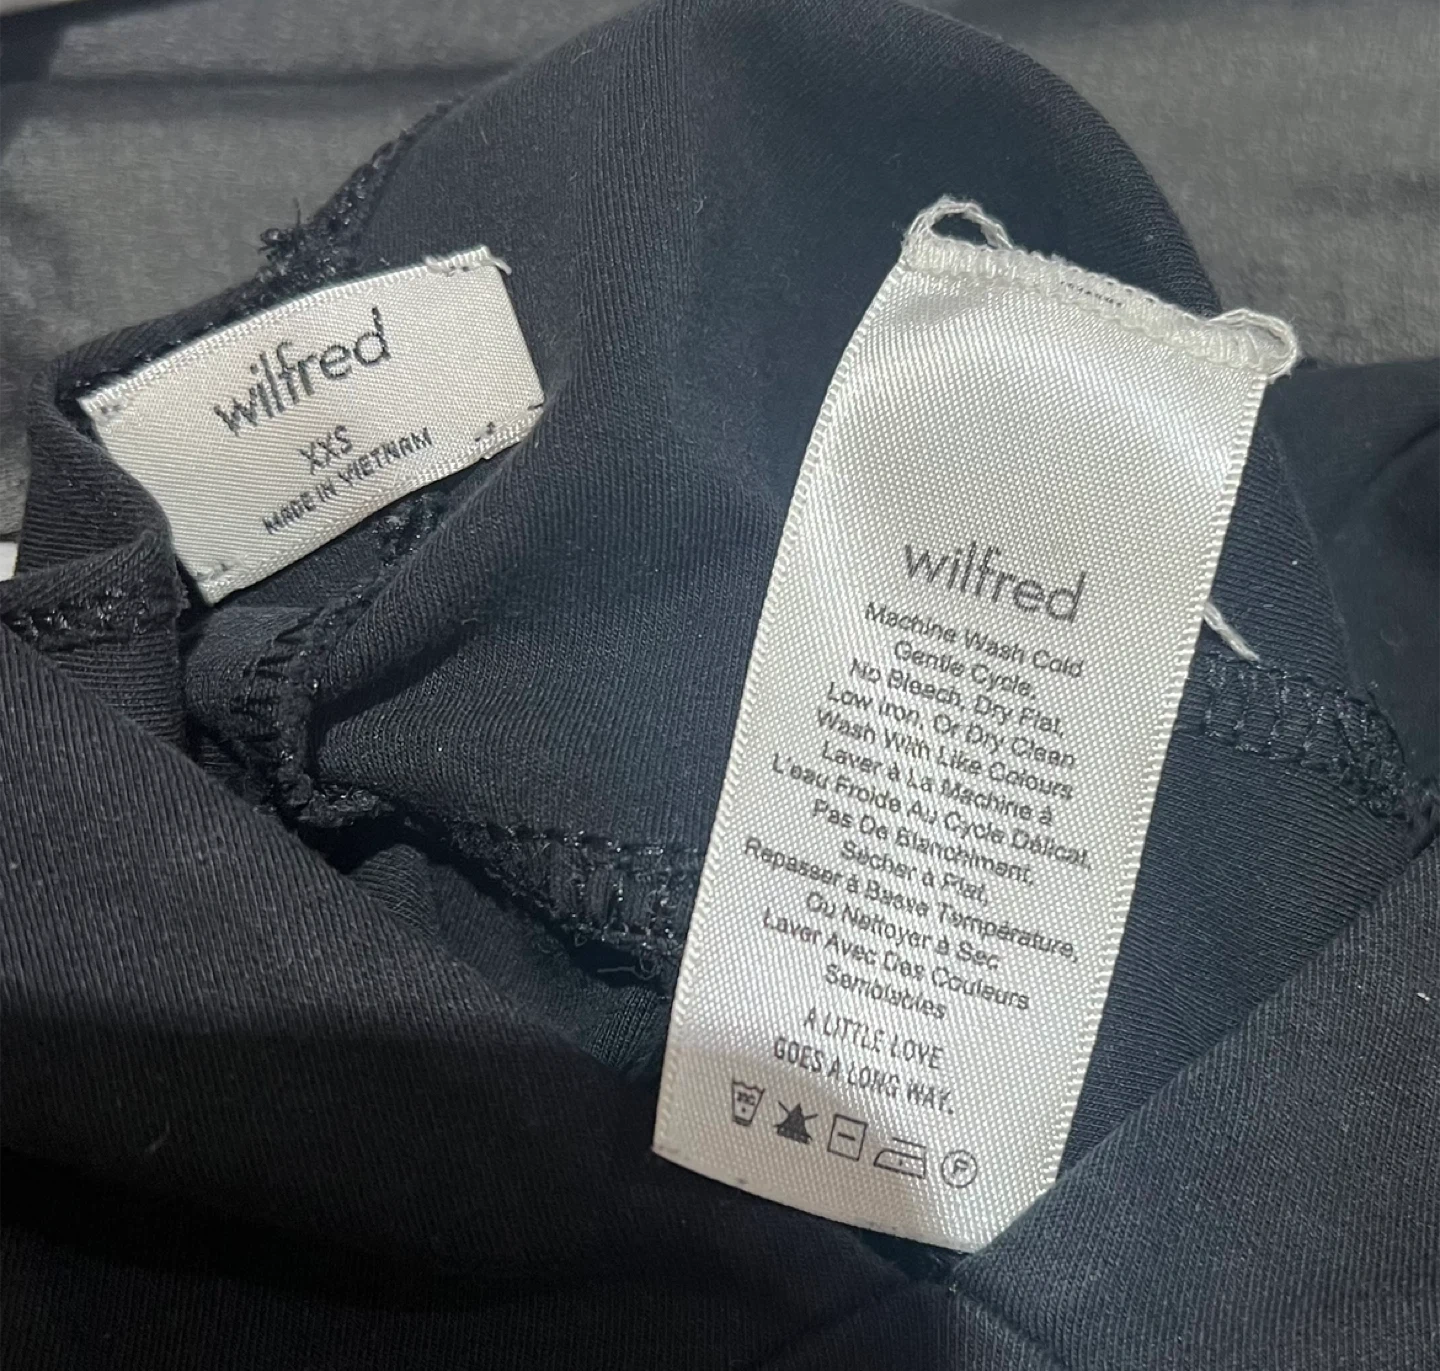 wilfred
XXS
MADE IN VIETNAM
wilfred
Machine Wash Cold
Gentle Cycle,
No Bleach, Dry Flat,
Low Iron, Or Dry Clean
Wash With Like Colours
Laver à La Machine à
L'eau Froide Au Cycle Délicat,
Pas De Blanchiment,
Sécher à Plat,
Repasser à Basse Température,
Ou Nettoyer à Sec
Laver Avec Des Couleurs
Semblables
A LITTLE LOVE
GOES A LONG WAY.
P